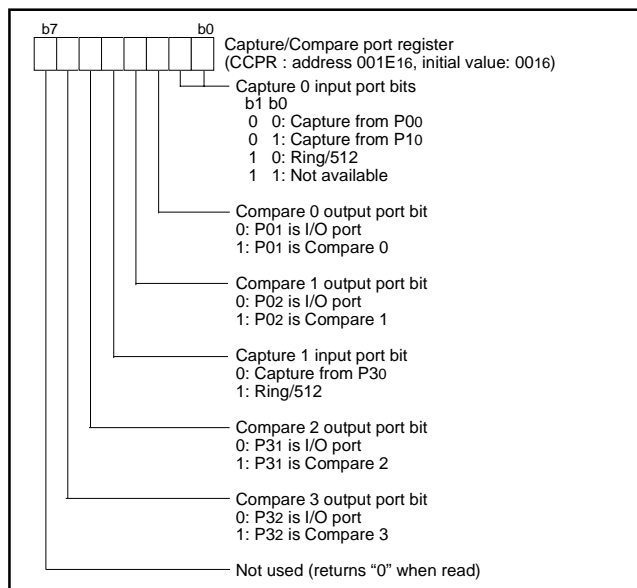 b7 b0
Capture/Compare port register
(CCPR : address 001E16, initial value: 0016)
Capture 0 input port bits
b1 b0
0 0: Capture from P00
0 1: Capture from P10
1 0: Ring/512
1 1: Not available
Compare 0 output port bit
0: P01 is I/O port
1: P01 is Compare 0
Compare 1 output port bit
0: P02 is I/O port
1: P02 is Compare 1
Capture 1 input port bit
0: Capture from P30
1: Ring/512
Compare 2 output port bit
0: P31 is I/O port
1: P31 is Compare 2
Compare 3 output port bit
0: P32 is I/O port
1: P32 is Compare 3
Not used (returns “0” when read)